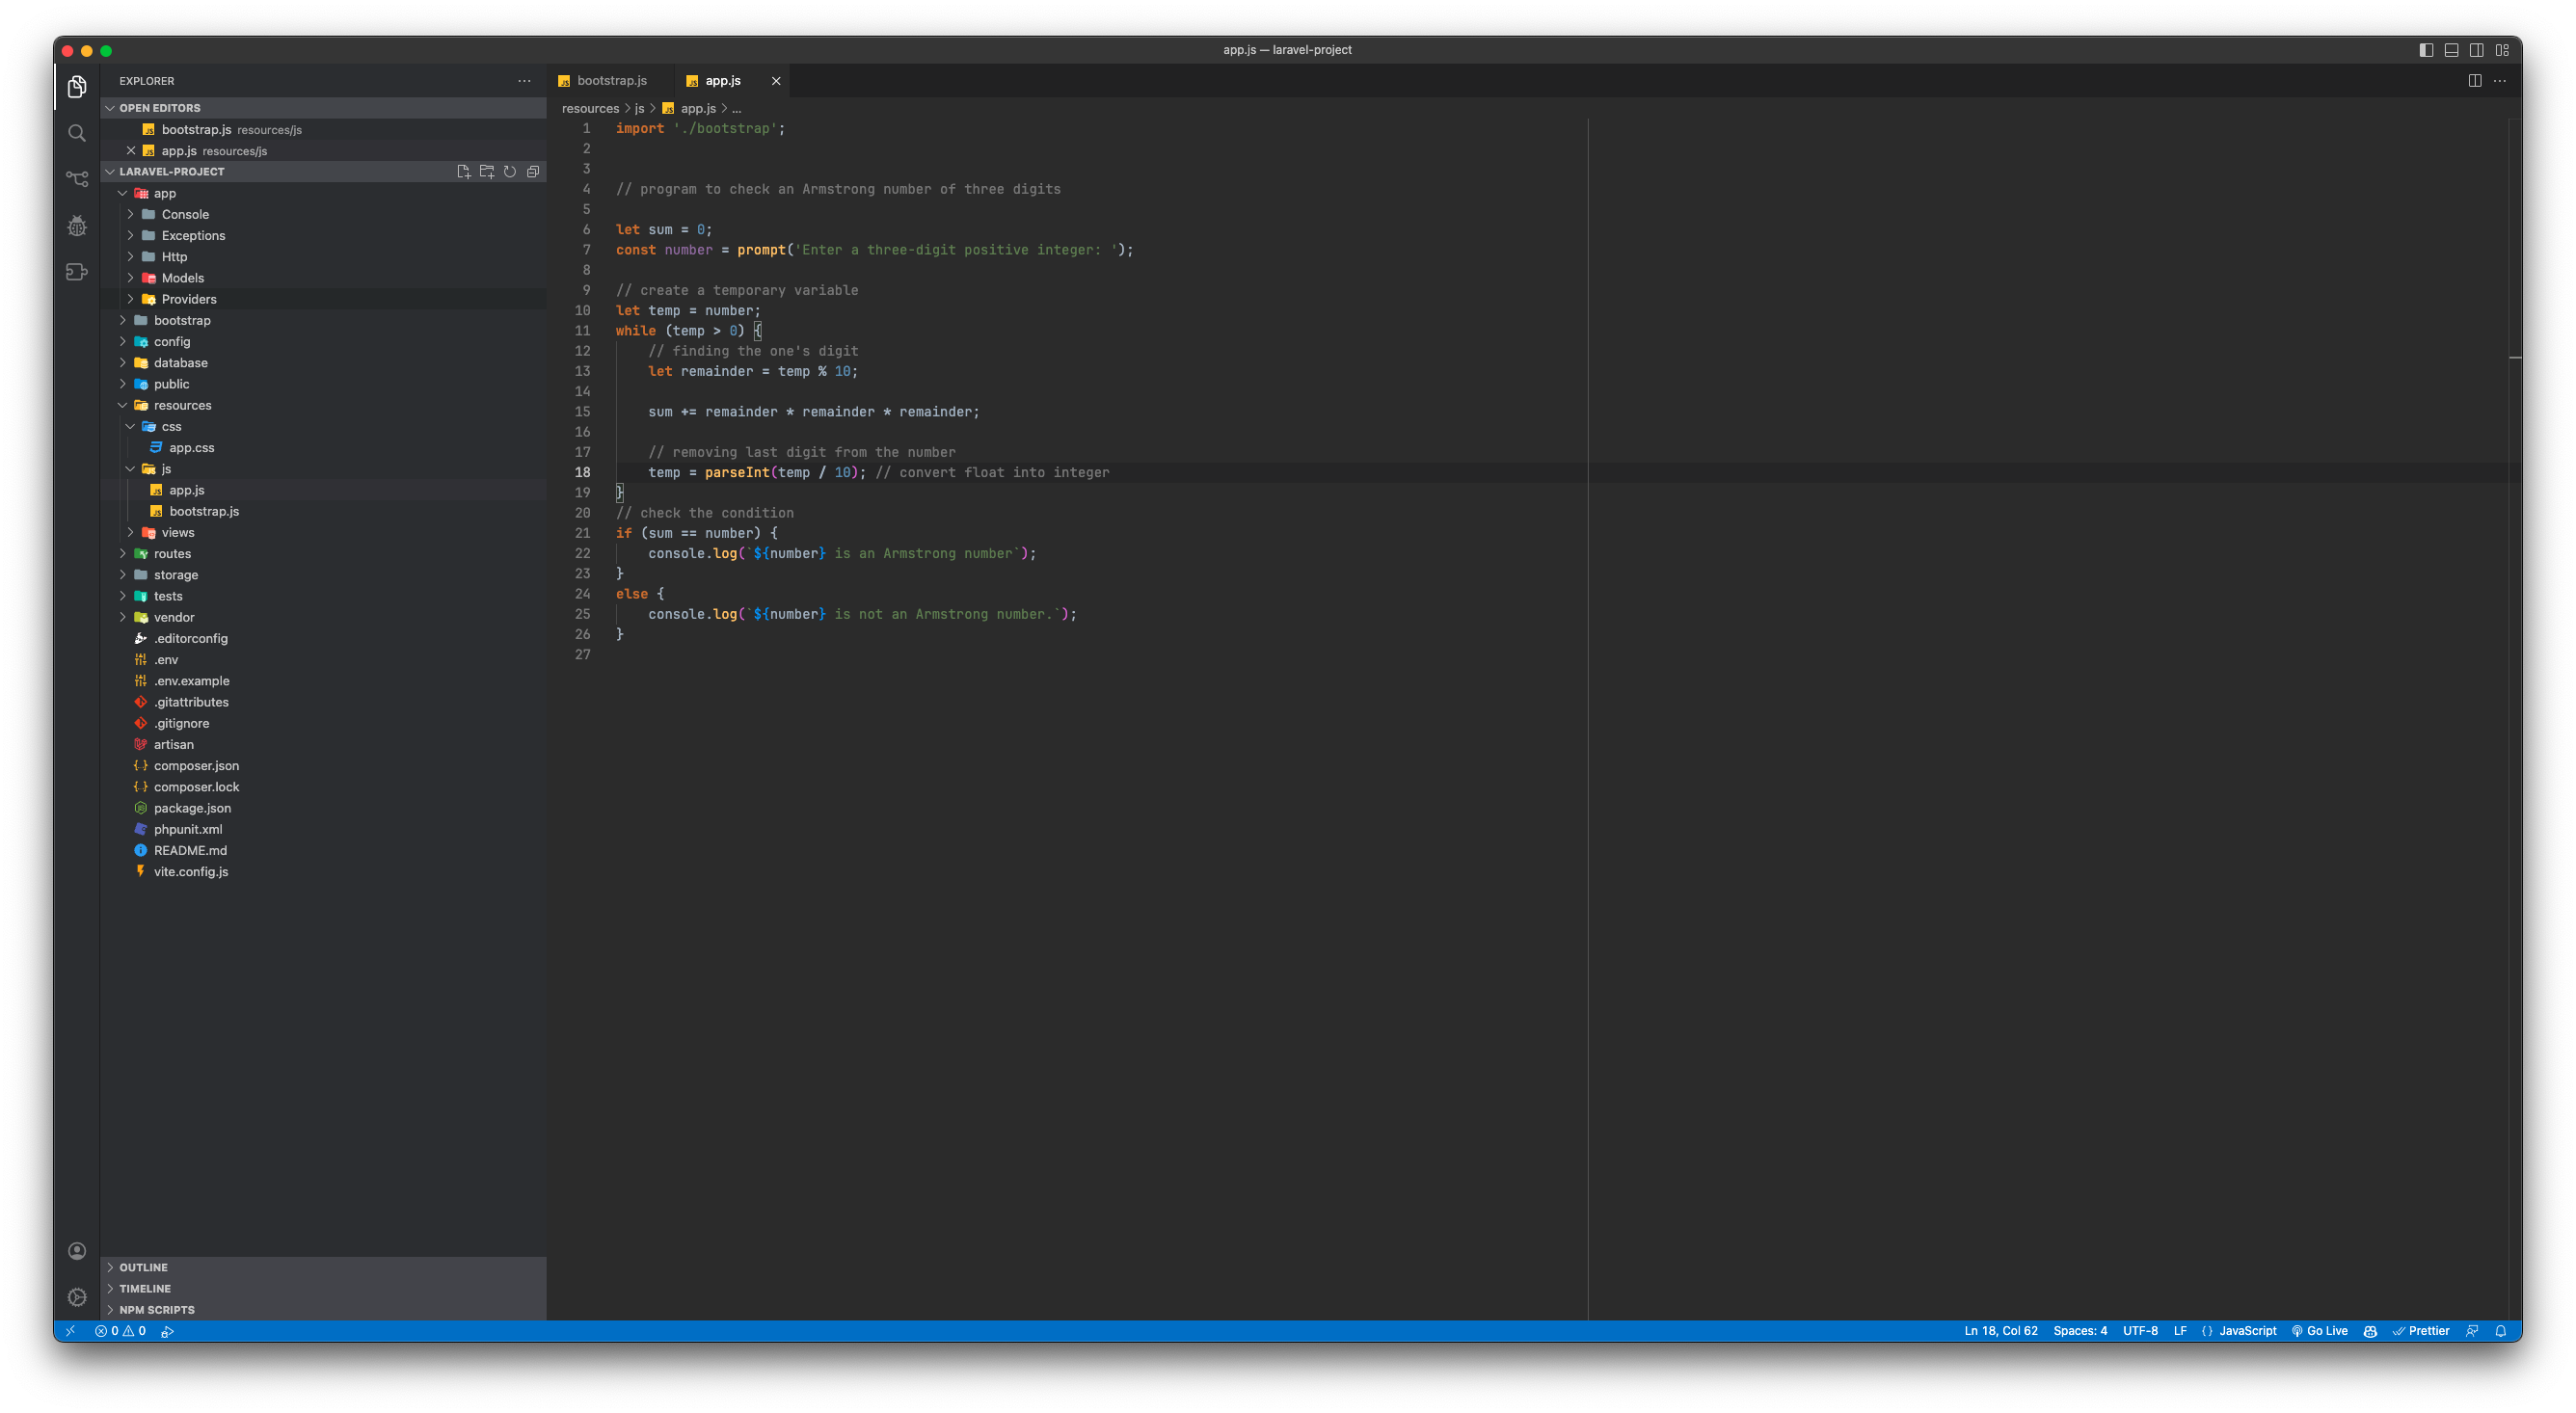 app.js — laravel-project
EXPLORER
OPEN EDITORS
bootstrap.js resources/js
app.js resources/js
LARAVEL-PROJECT
app
Console
Exceptions
Http
Models
Providers
bootstrap
config
database
public
resources
css
app.css
js
app.js
bootstrap.js
views
routes
storage
tests
vendor
.editorconfig
.env
.env.example
.gitattributes
.gitignore
artisan
composer.json
composer.lock
package.json
phpunit.xml
README.md
vite.config.js
OUTLINE
TIMELINE
NPM SCRIPTS
bootstrap.js
app.js
resources > js > app.js > ...
1 import './bootstrap';
2
3
4 // program to check an Armstrong number of three digits
5
6 let sum = 0;
7 const number = prompt('Enter a three-digit positive integer: ');
8
9 // create a temporary variable
10 let temp = number;
11 while (temp > 0) {
12 // finding the one's digit
13 let remainder = temp % 10;
14
15 sum += remainder * remainder * remainder;
16
17 // removing last digit from the number
18 temp = parseInt(temp / 10); // convert float into integer
19 }
20 // check the condition
21 if (sum == number) {
22 console.log(`${number} is an Armstrong number`);
23 }
24 else {
25 console.log(`${number} is not an Armstrong number.`);
26 }
27
0 0
Ln 18, Col 62 Spaces: 4 UTF-8 LF {} JavaScript Go Live Prettier